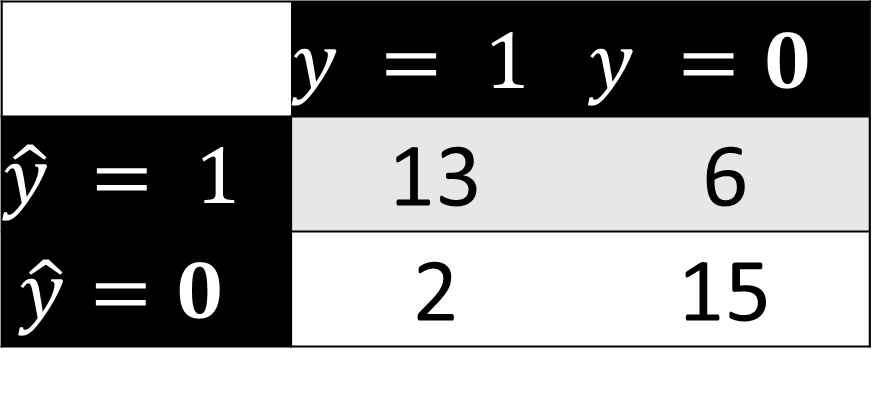 y = 1 y = 0
ŷ = 1 13 6
ŷ = 0 2 15